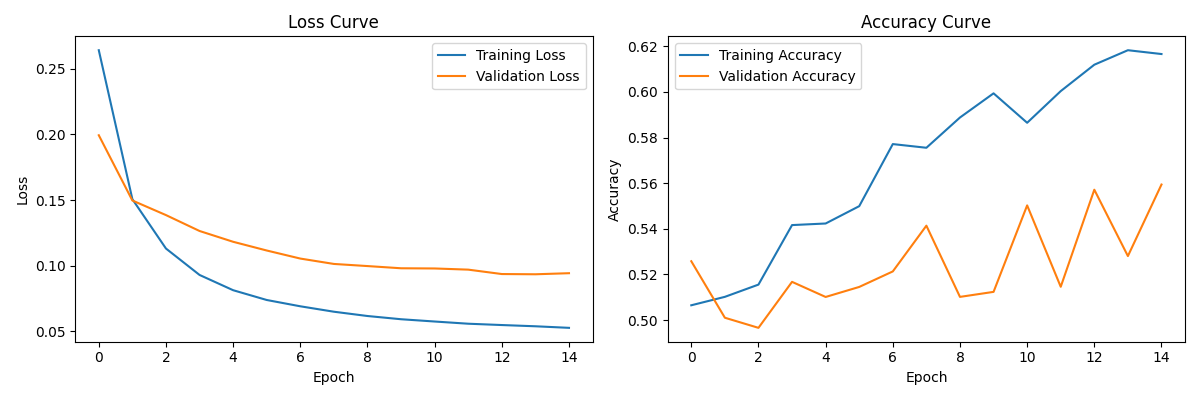 Loss Curve
Training Loss
Validation Loss
0.25
0.20
0.15
0.10
0.05
Loss
0 2 4 6 8 10 12 14
Epoch
Accuracy Curve
Training Accuracy
Validation Accuracy
0.62
0.60
0.58
0.56
0.54
0.52
0.50
Accuracy
0 2 4 6 8 10 12 14
Epoch